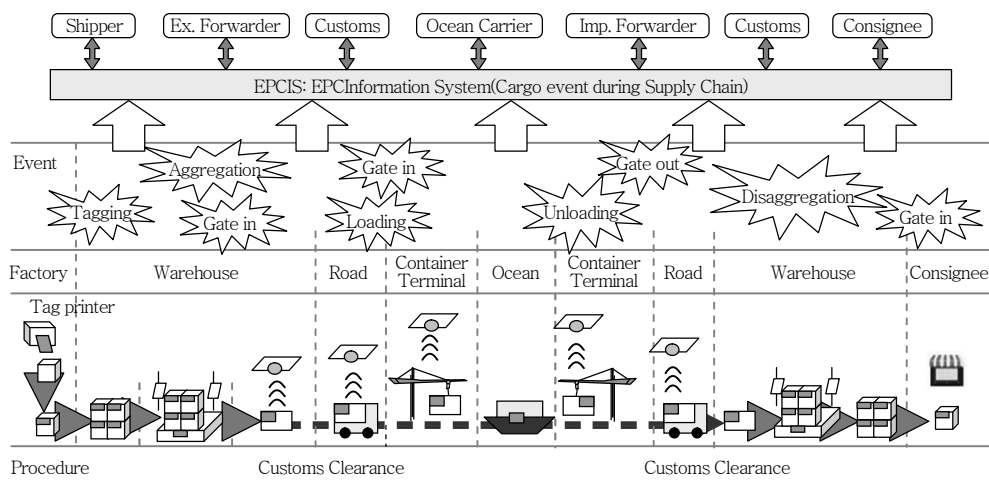 Shipper
Ex. Forwarder
Customs
Ocean Carrier
Imp. Forwarder
Customs
Consignee
EPCIS: EPCInformation System(Cargo event during Supply Chain)
Event
Tagging
Aggregation
Gate in
Gate in
Loading
Unloading
Gate out
Disaggregation
Gate in
Factory
Warehouse
Road
Container
Terminal
Ocean
Container
Terminal
Road
Warehouse
Consignee
Tag printer
Procedure
Customs Clearance
Customs Clearance